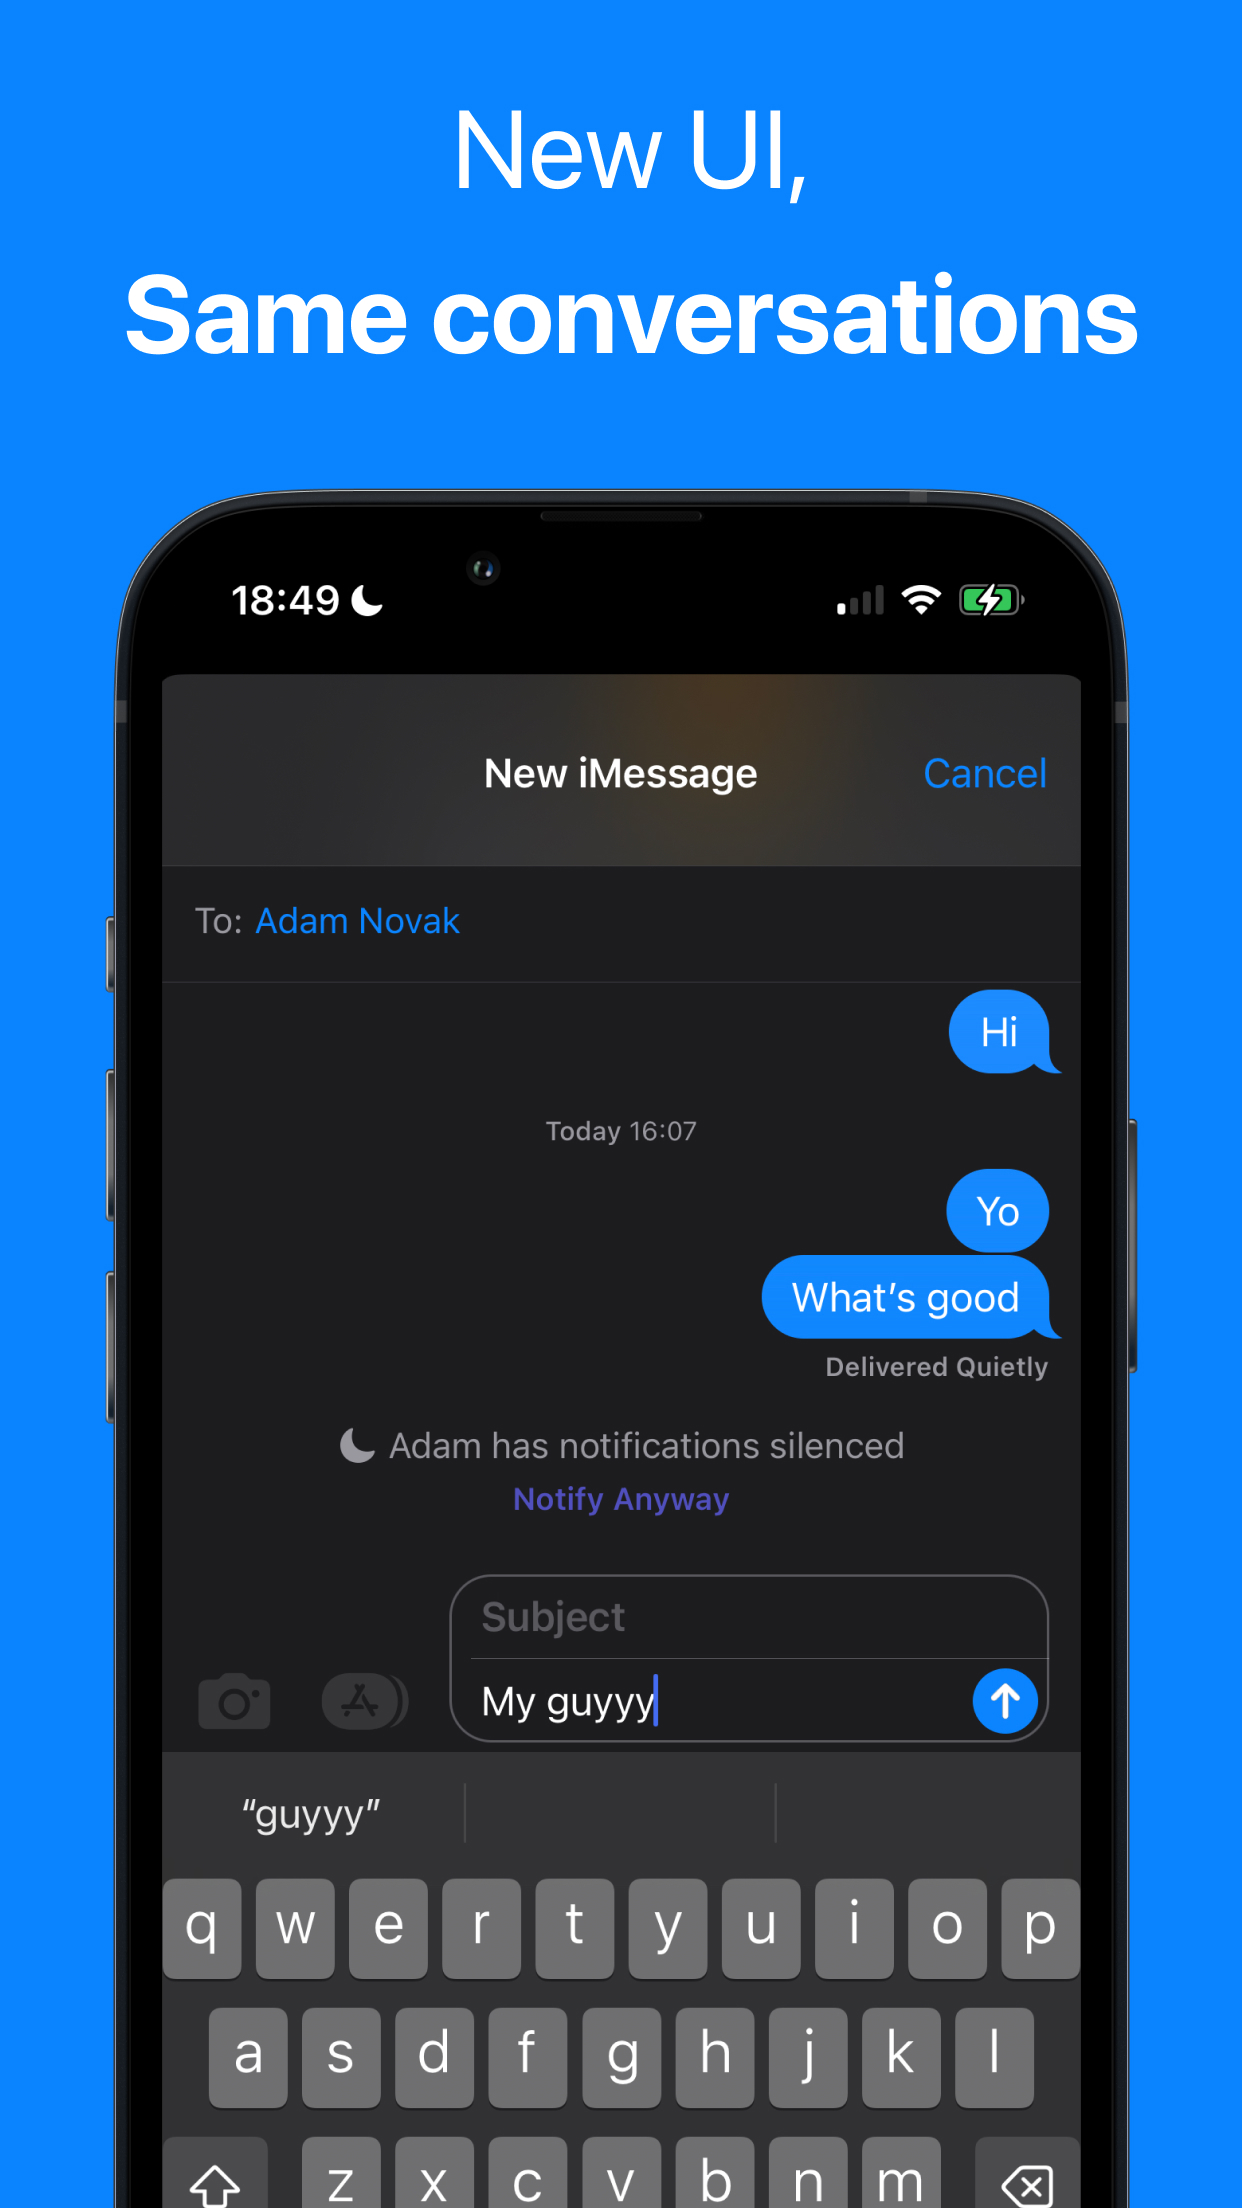 New UI,
Same conversations
18:49
New iMessage
Cancel
To: Adam Novak
Hi
Today 16:07
Yo
What’s good
Delivered Quietly
Adam has notifications silenced
Notify Anyway
Subject
My guyyy
“guyyy”
q w e r t y u i o p
a s d f g h j k l
z x c v b n m